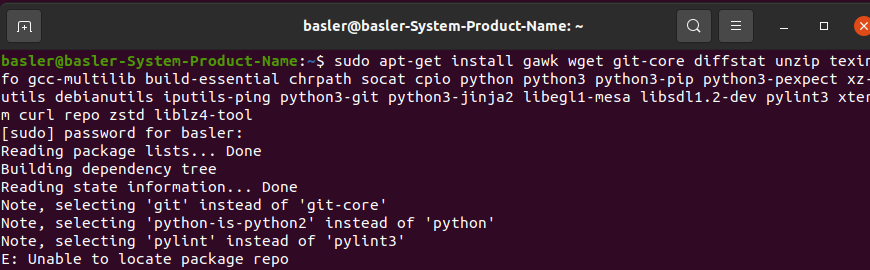 basler@basler-System-Product-Name: ~
basler@basler-System-Product-Name:~$ sudo apt-get install gawk wget git-core diffstat unzip texin
fo gcc-multilib build-essential chrpath socat cpio python python3 python3-pip python3-pexpect xz-
utils debianutils iputils-ping python3-git python3-jinja2 libegl1-mesa libsdl1.2-dev pylint3 xter
m curl repo zstd liblz4-tool
[sudo] password for basler:
Reading package lists... Done
Building dependency tree
Reading state information... Done
Note, selecting 'git' instead of 'git-core'
Note, selecting 'python-is-python2' instead of 'python'
Note, selecting 'pylint' instead of 'pylint3'
E: Unable to locate package repo